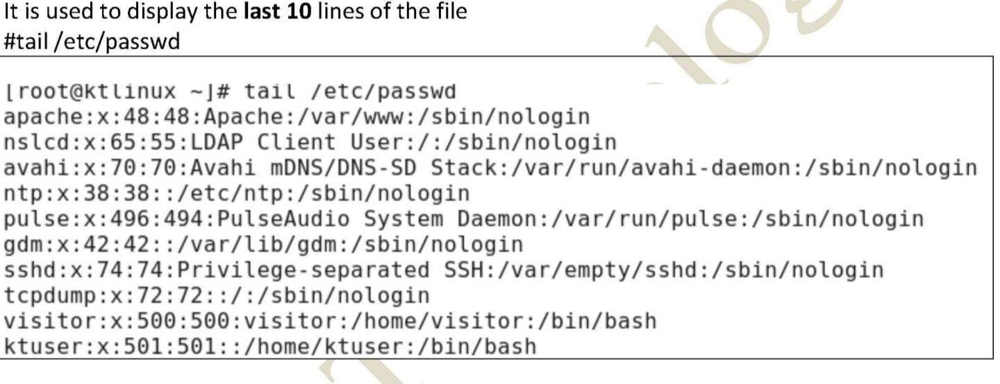 It is used to display the last 10 lines of the file
#tail /etc/passwd
[root@ktlinux ~]# tail /etc/passwd
apache:x:48:48:Apache:/var/www:/sbin/nologin
nslcd:x:65:55:LDAP Client User:/:/sbin/nologin
avahi:x:70:70:Avahi mDNS/DNS-SD Stack:/var/run/avahi-daemon:/sbin/nologin
ntp:x:38:38::/etc/ntp:/sbin/nologin
pulse:x:496:494:PulseAudio System Daemon:/var/run/pulse:/sbin/nologin
gdm:x:42:42::/var/lib/gdm:/sbin/nologin
sshd:x:74:74:Privilege-separated SSH:/var/empty/sshd:/sbin/nologin
tcpdump:x:72:72::/:/sbin/nologin
visitor:x:500:500:visitor:/home/visitor:/bin/bash
ktuser:x:501:501::/home/ktuser:/bin/bash